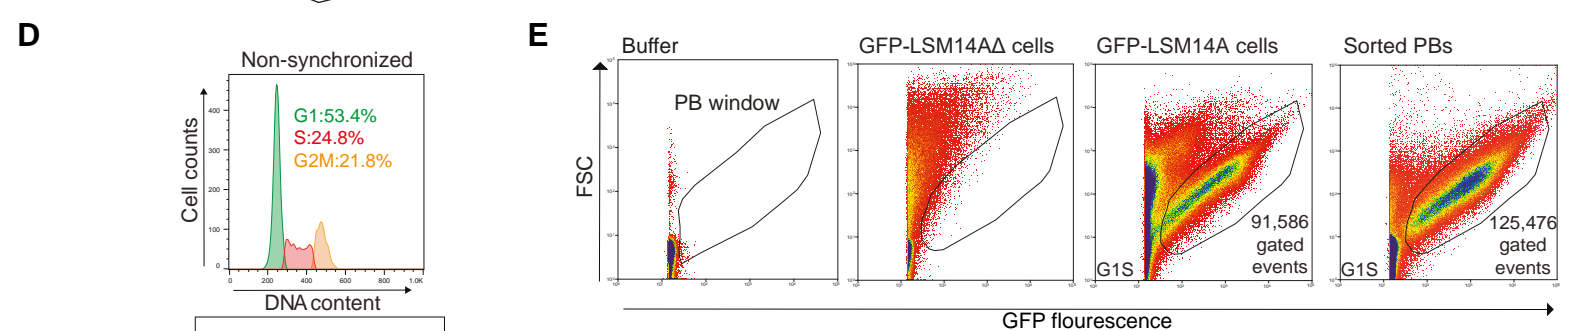 D
Non-synchronized
Cell counts
400
300
200
100
0
G1:53.4%
S:24.8%
G2M:21.8%
0 200 400 600 800 1.0K
DNA content
E
Buffer
GFP-LSM14AΔ cells
GFP-LSM14A cells
Sorted PBs
FSC
PB window
G1S
91,586
gated
events
G1S
125,476
gated
events
GFP flourescence